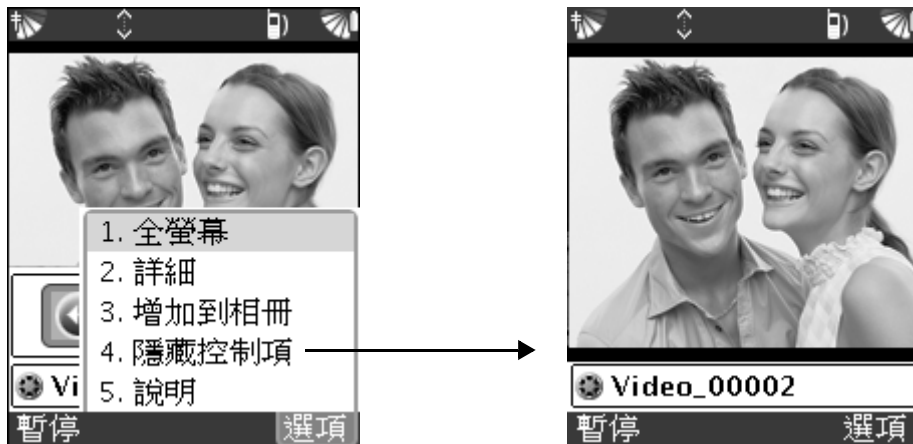 1. 全螢幕
2. 詳細
3. 增加到相冊
4. 隱藏控制項
5. 說明
Vi
暫停 選項
Video_00002
暫停 選項